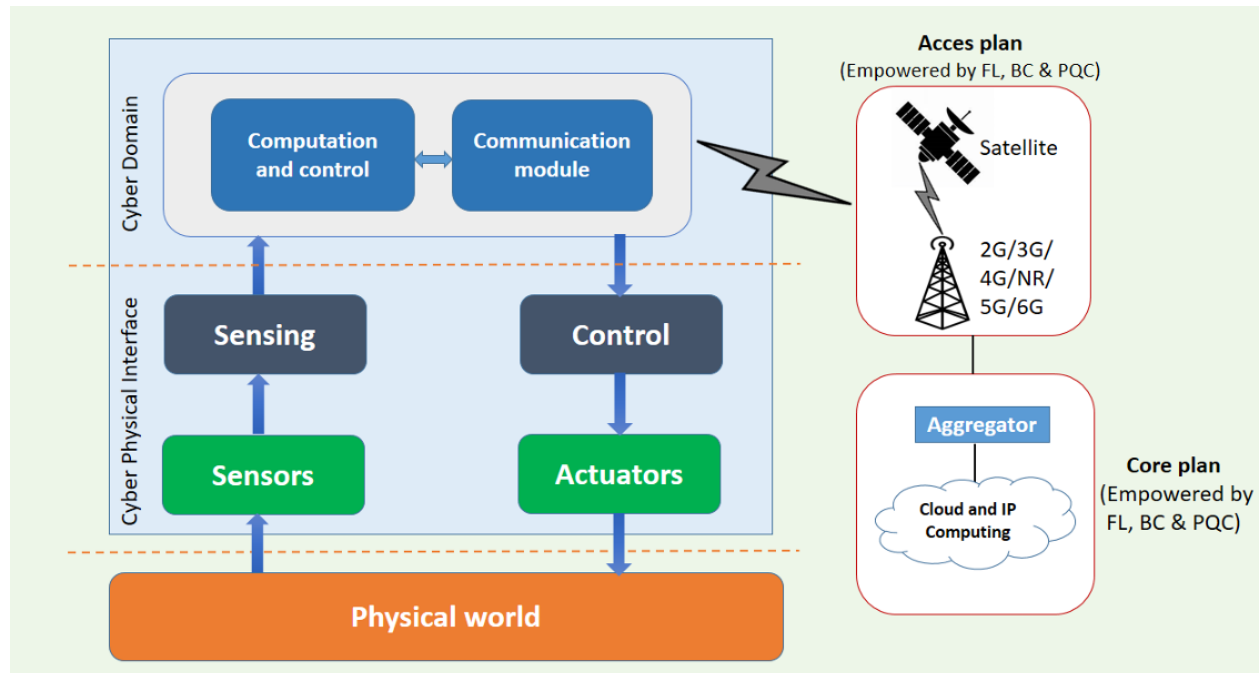 Cyber Domain
Computation
and control
Communication
module
Cyber Physical Interface
Sensing
Control
Sensors
Actuators
Physical world
Acces plan
(Empowered by FL, BC & PQC)
Satellite
2G/3G/
4G/NR/
5G/6G
Aggregator
Cloud and IP
Computing
Core plan
(Empowered by
FL, BC & PQC)